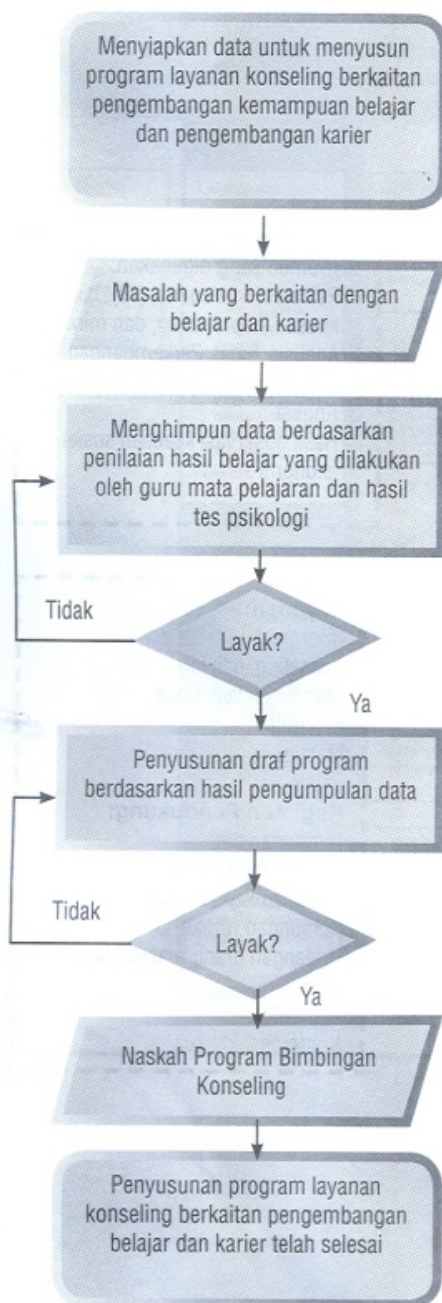 Menyiapkan data untuk menyusun
program layanan konseling berkaitan
pengembangan kemampuan belajar
dan pengembangan karier
Masalah yang berkaitan dengan
belajar dan karier
Menghimpun data berdasarkan
penilaian hasil belajar yang dilakukan
oleh guru mata pelajaran dan hasil
tes psikologi
Tidak
Layak?
Ya
Penyusunan draf program
berdasarkan hasil pengumpulan data
Tidak
Layak?
Ya
Naskah Program Bimbingan
Konseling
Penyusunan program layanan
konseling berkaitan pengembangan
belajar dan karier telah selesai